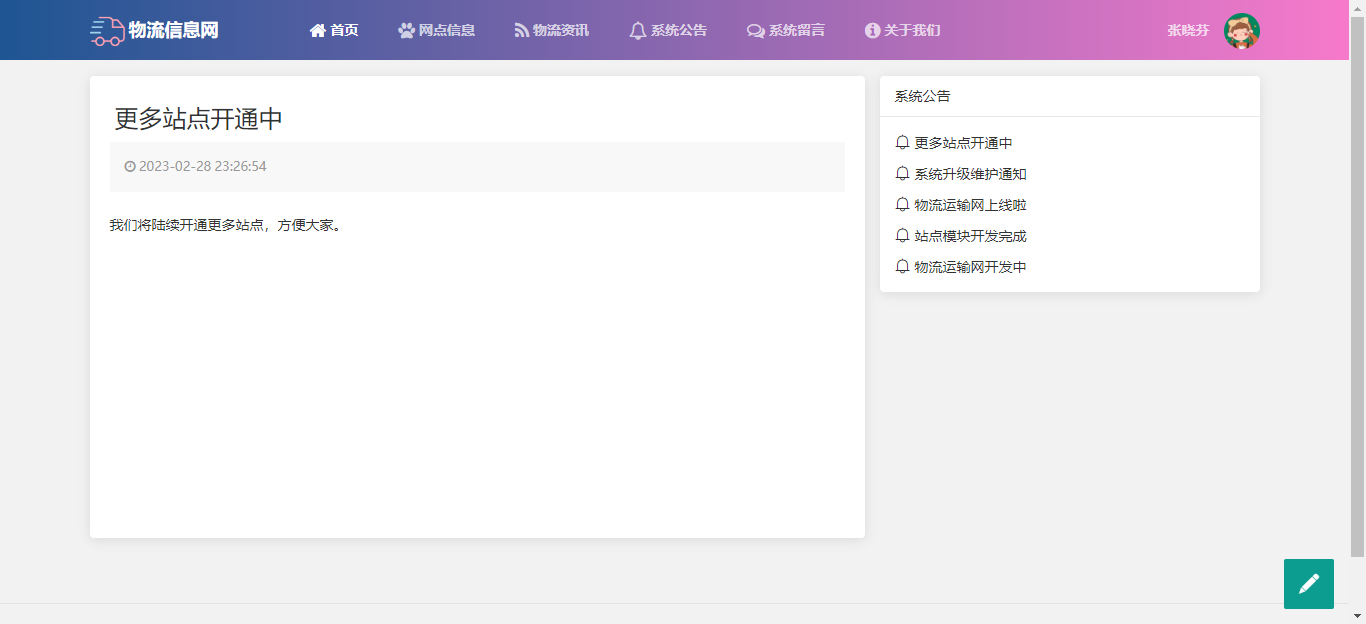 物流信息网 首页 网点信息 物流资讯 系统公告 系统留言 关于我们 张晓芬
更多站点开通中
2023-02-28 23:26:54
我们将陆续开通更多站点，方便大家。
系统公告
更多站点开通中
系统升级维护通知
物流运输网上线啦
站点模块开发完成
物流运输网开发中